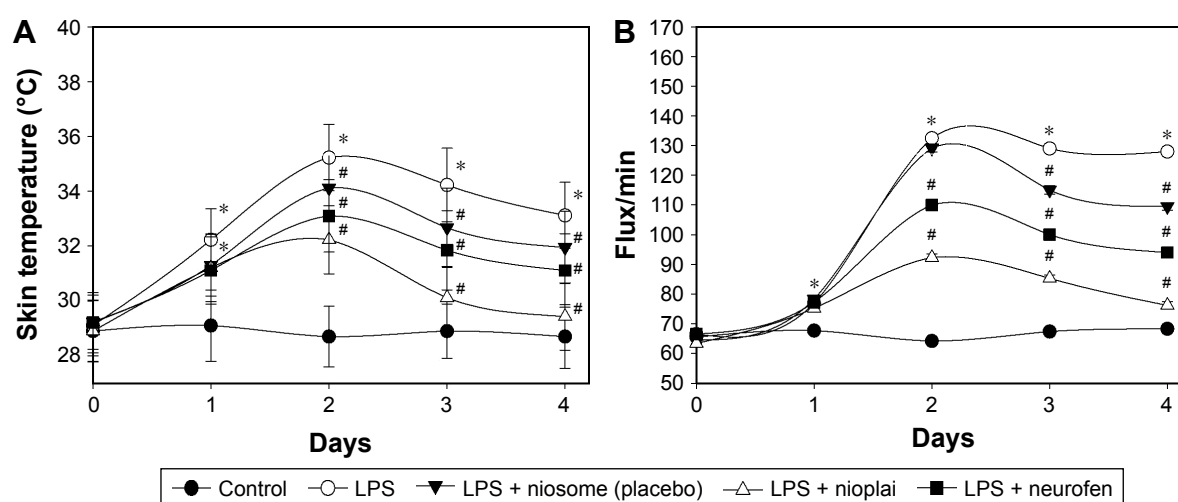 A
Skin temperature (°C)
40
38
36
34
32
30
28
0 1 2 3 4
Days
* * * * *
# # # # # # # # #
B
Flux/min
170
160
150
140
130
120
110
100
90
80
70
60
50
0 1 2 3 4
Days
* * * *
# # # # # # # #
Control LPS LPS + niosome (placebo) LPS + nioplai LPS + neurofen